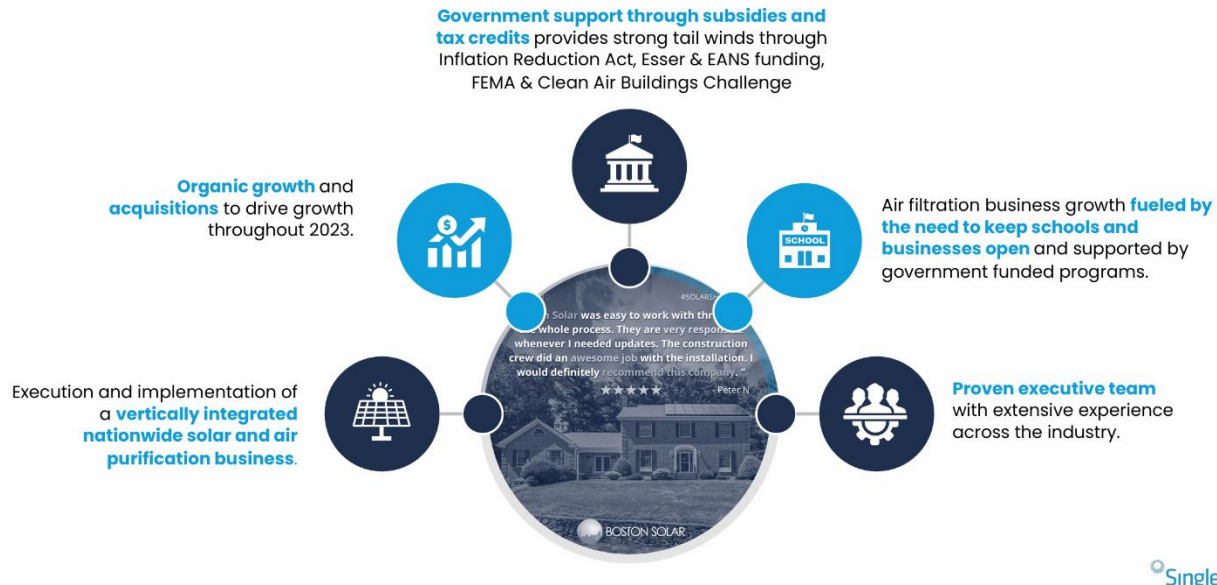 Government support through subsidies and
tax credits provides strong tail winds through
Inflation Reduction Act, Esser & EANS funding,
FEMA & Clean Air Buildings Challenge
Organic growth and
acquisitions to drive growth
throughout 2023.
SCHOOL
Air filtration business growth fueled by
the need to keep schools and
businesses open and supported by
government funded programs.
Execution and implementation of
a vertically integrated
nationwide solar and air
purification business.
Solar was easy to work with
whole process. They are very
whenever I needed updates. The construction
crew did an awesome job with the installation. I
would definitely recommend this company. "
- Peter N
BOSTON SOLAR
Proven executive team
with extensive experience
across the industry.
Single